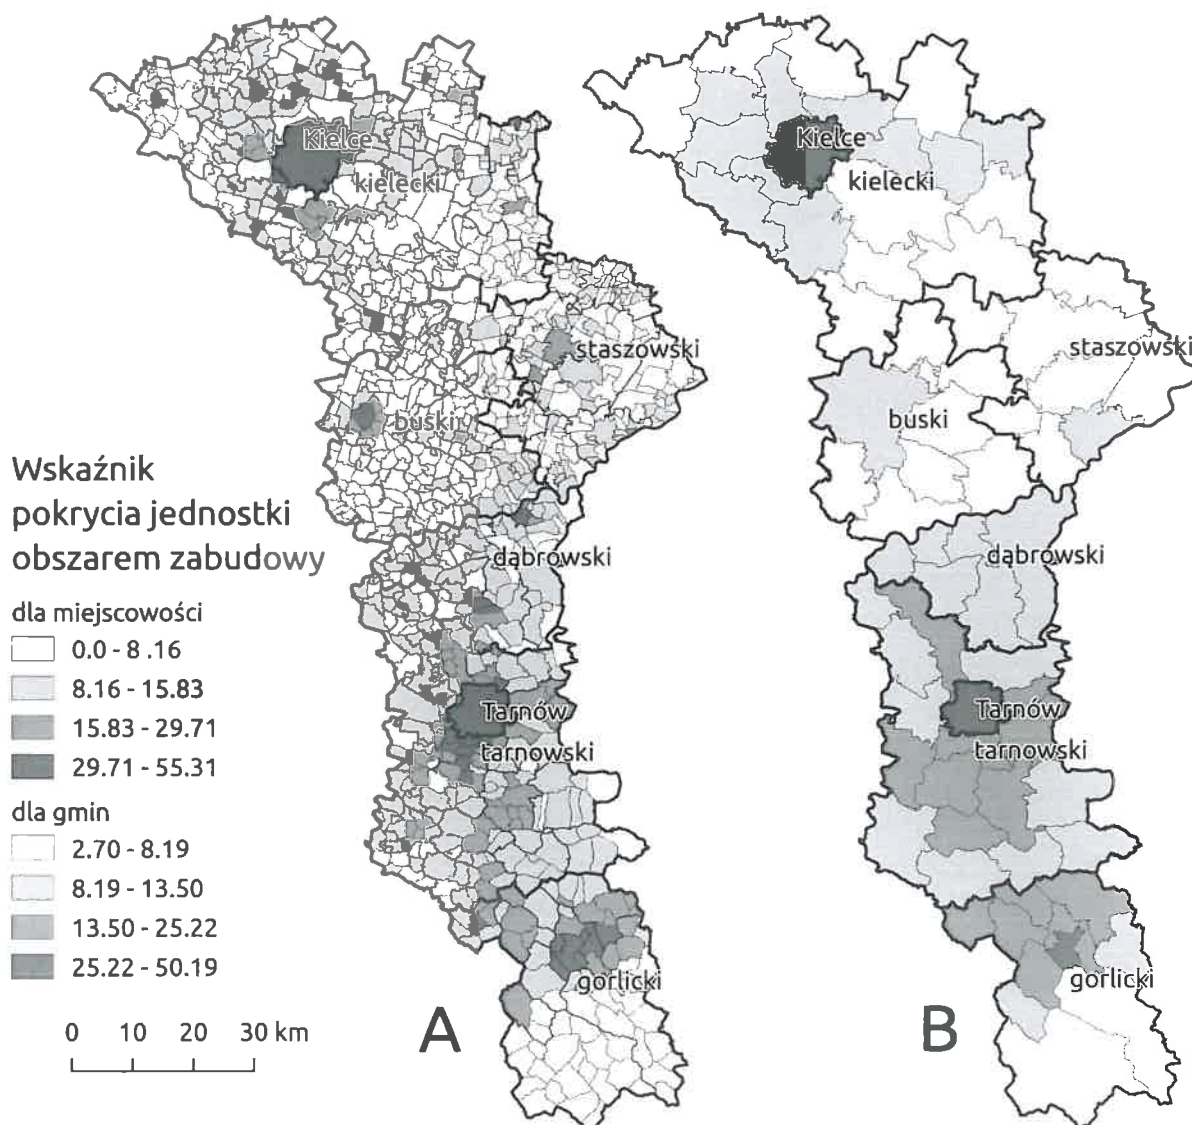 Kielce
kielecki
staszowski
buski
dąbrowski
Tarnów
tarnowski
gorlicki
A
Kielce
kielecki
staszowski
buski
dąbrowski
Tarnów
tarnowski
gorlicki
B
Wskaźnik
pokrycia jednostki
obszarem zabudowy
dla miejscowości
0.0 - 8 .16
8.16 - 15.83
15.83 - 29.71
29.71 - 55.31
dla gmin
2.70 - 8.19
8.19 - 13.50
13.50 - 25.22
25.22 - 50.19
0 10 20 30 km